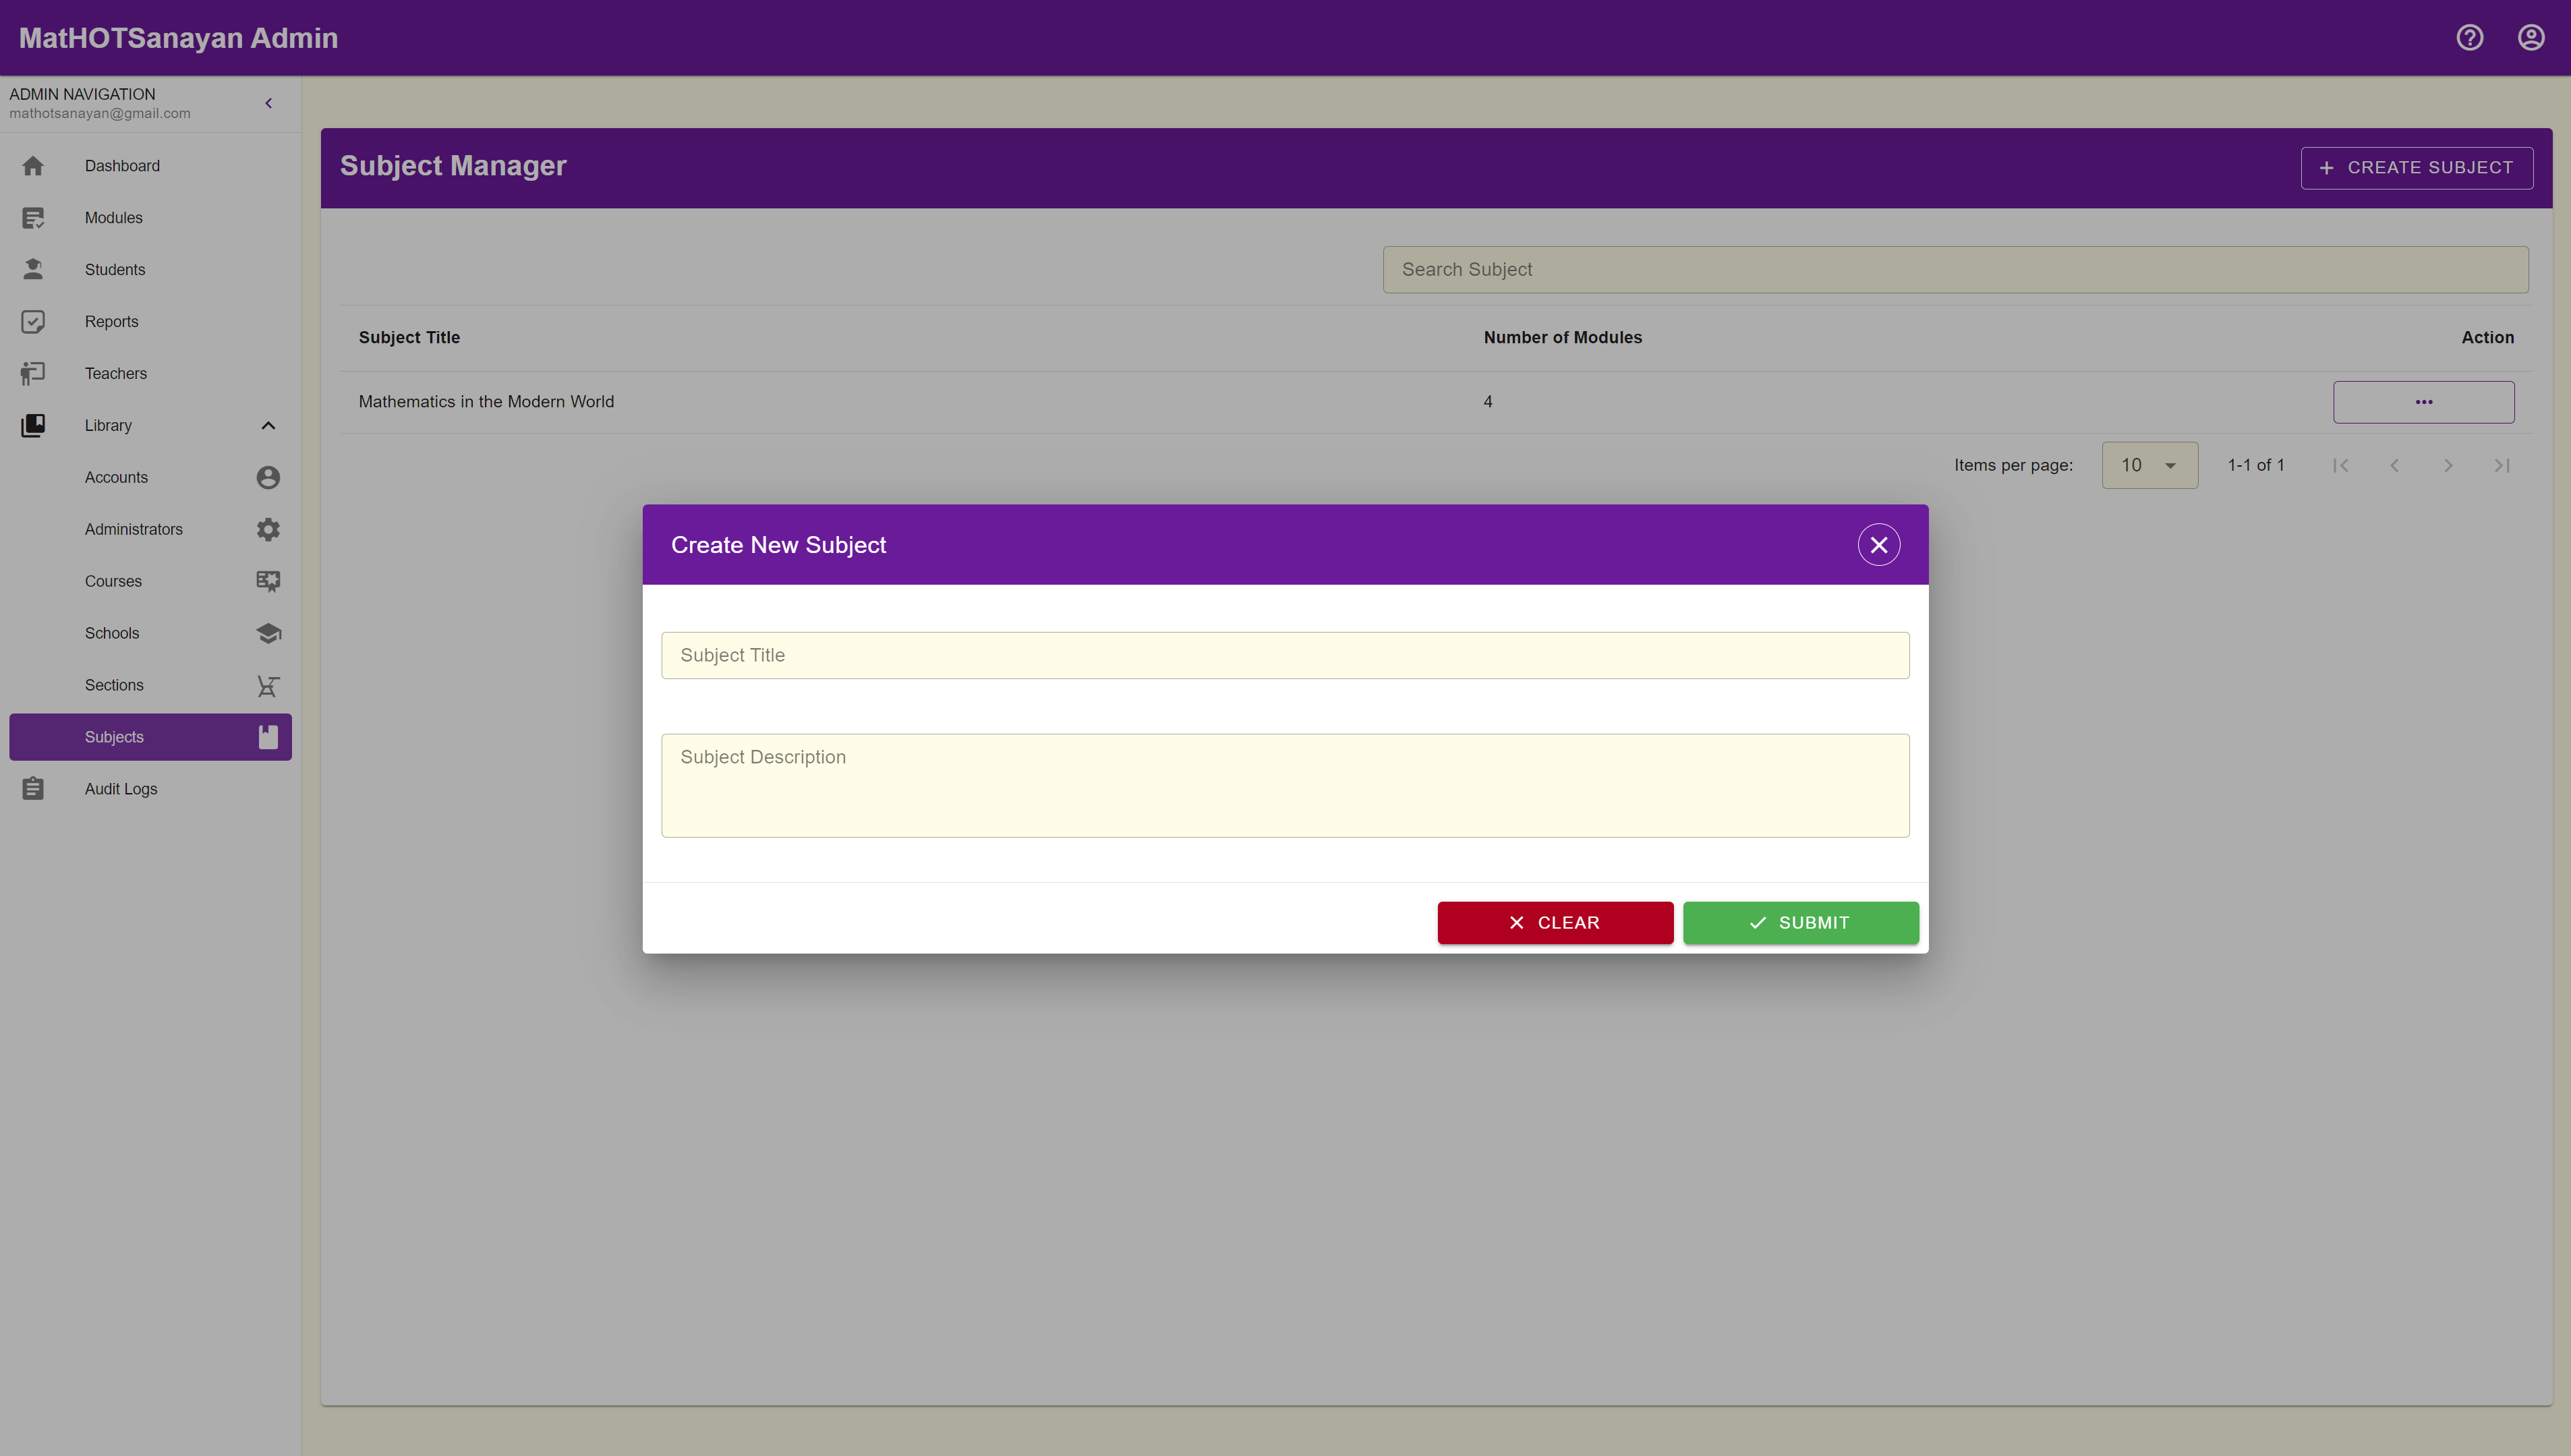 MatHOTSanayan Admin
ADMIN NAVIGATION
mathotsanayan@gmail.com
Dashboard
Modules
Students
Reports
Teachers
Library
Accounts
Administrators
Courses
Schools
Sections
Subjects
Audit Logs
Subject Manager
CREATE SUBJECT
Search Subject
Subject Title Number of Modules Action
Mathematics in the Modern World 4
Items per page: 10 1-1 of 1
Create New Subject
Subject Title
Subject Description
CLEAR SUBMIT